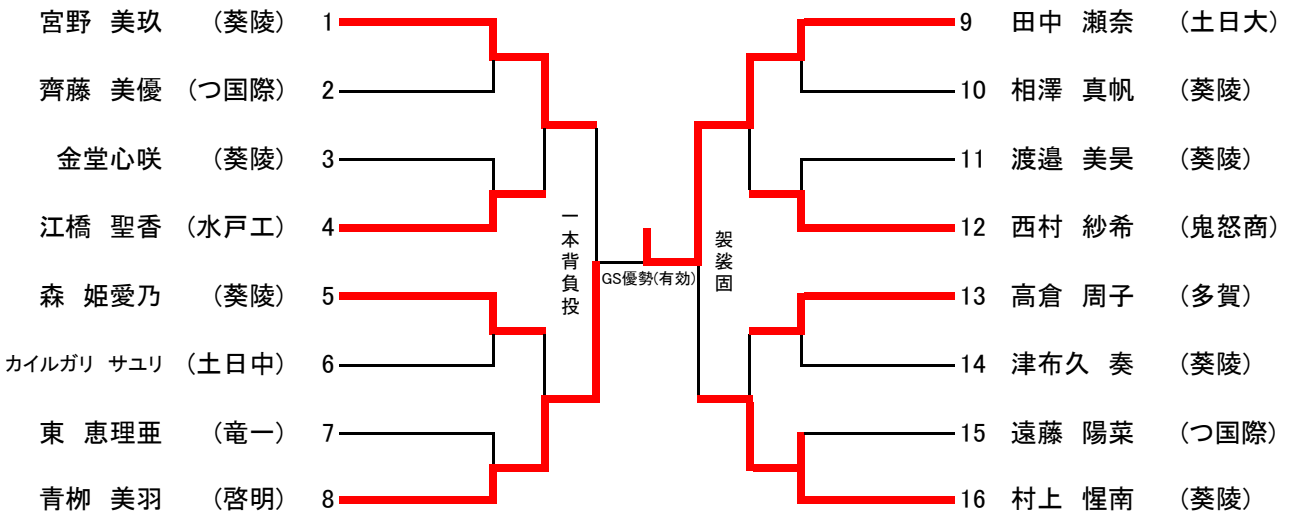 宮野 美玖 (葵陵) 1
齊藤 美優 (つ国際) 2
金堂心咲 (葵陵) 3
江橋 聖香 (水戸工) 4
森 姫愛乃 (葵陵) 5
カイルガリ サユリ (土日中) 6
東 恵理亜 (竜一) 7
青栁 美羽 (啓明) 8
一本背負投
GS優勢(有効)
袈裟固
9 田中 瀬奈 (土日大)
10 相澤 真帆 (葵陵)
11 渡邉 美昊 (葵陵)
12 西村 紗希 (鬼怒商)
13 高倉 周子 (多賀)
14 津布久 奏 (葵陵)
15 遠藤 陽菜 (つ国際)
16 村上 惺南 (葵陵)